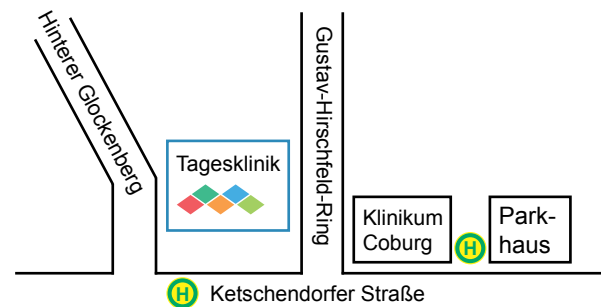 Hinterer Glockenberg
Gustav-Hirschfeld-Ring
Tagesklinik
Klinikum
Coburg
H
Park-
haus
H Ketschendorfer Straße